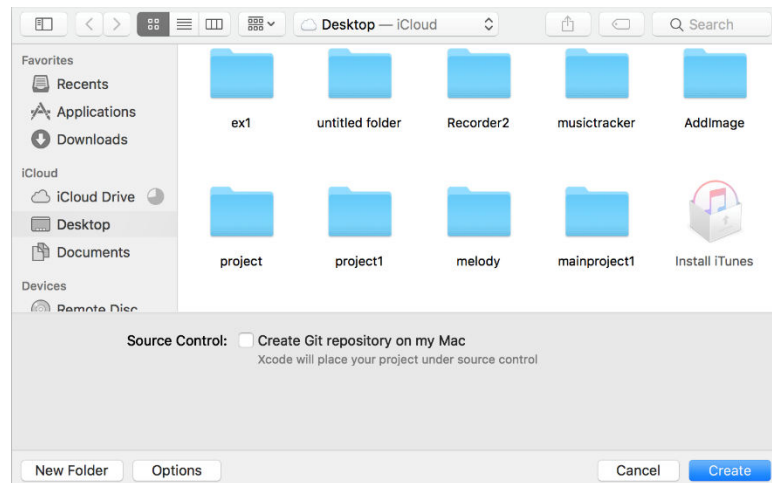 Desktop — iCloud
Search
Favorites
Recents
Applications
Downloads
iCloud
iCloud Drive
Desktop
Documents
Devices
Remote Disc
ex1
untitled folder
Recorder2
musictracker
AddImage
project
project1
melody
mainproject1
Install iTunes
Source Control: Create Git repository on my Mac
Xcode will place your project under source control
New Folder
Options
Cancel
Create